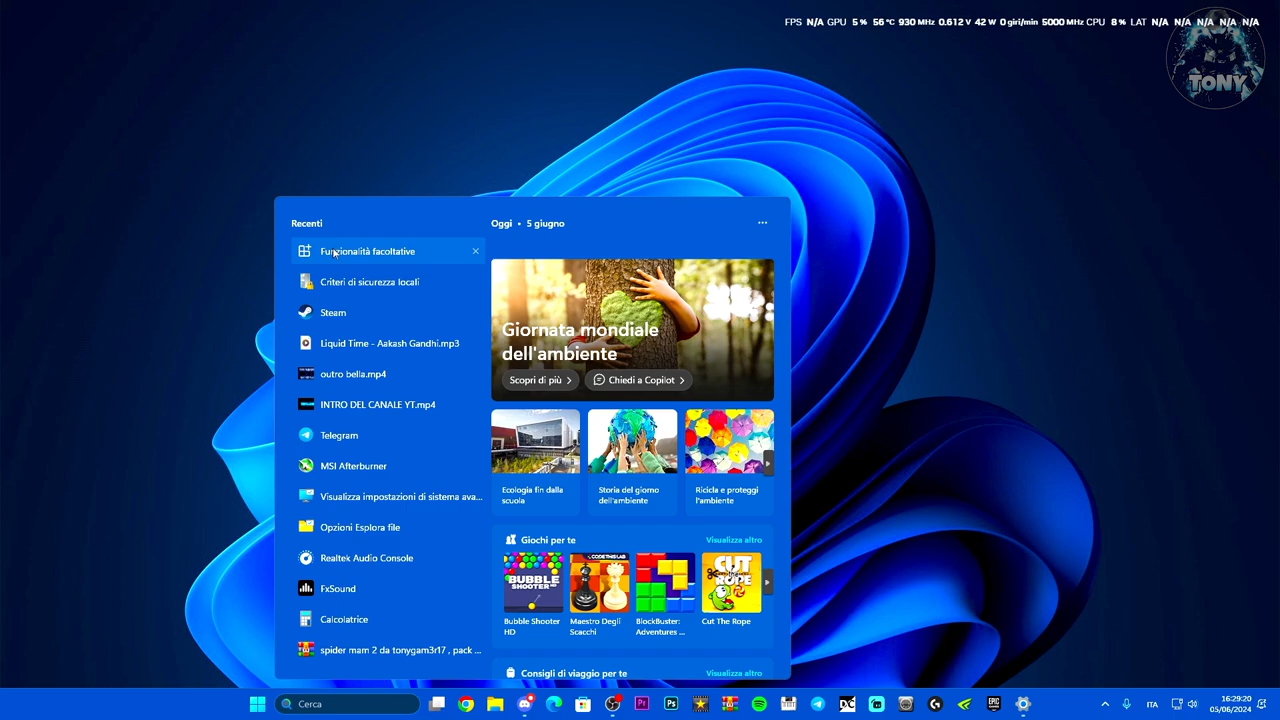 FPS N/A GPU 5 % 56 °C 930 MHz 0.612 V 42 W 0 giri/min 5000 MHz CPU 8 % LAT N/A N/A N/A N/A N/A
TONY
Recenti
Funzionalità facoltative
Criteri di sicurezza locali
Steam
Liquid Time - Aakash Gandhi.mp3
outro bella.mp4
INTRO DEL CANALE YT.mp4
Telegram
MSI Afterburner
Visualizza impostazioni di sistema ava...
Opzioni Esplora file
Realtek Audio Console
FxSound
Calcolatrice
spider mam 2 da tonygam3r17 , pack ...
Oggi • 5 giugno
Giornata mondiale
dell'ambiente
Scopri di più
Chiedi a Copilot
Ecologia fin dalla
scuola
Storia del giorno
dell'ambiente
Ricicla e proteggi
l'ambiente
Giochi per te
Visualizza altro
BUBBLE
SHOOTER
CODETHISLAB
CUT
ROPE
Bubble Shooter
HD
Maestro Degli
Scacchi
BlockBuster:
Adventures ...
Cut The Rope
Consigli di viaggio per te
Visualizza altro
Cerca
Pr
Ps
EPIC
ITA
16:29:20
05/06/2024